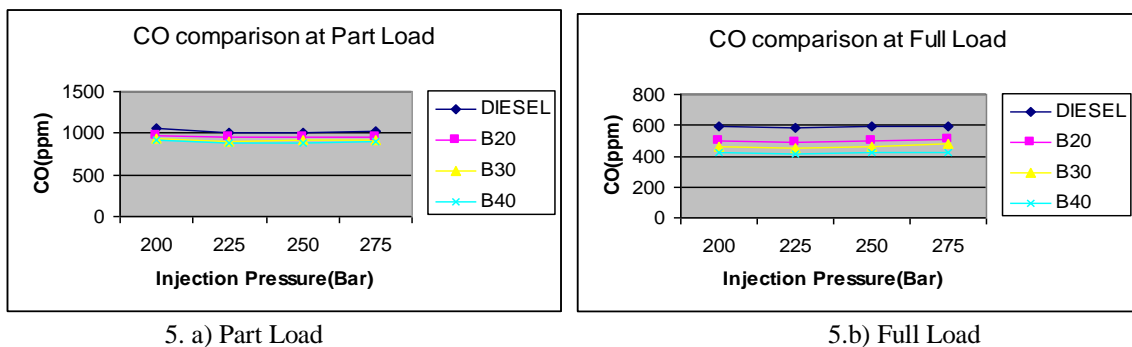 CO comparison at Part Load
1500
1000
500
0
CO(ppm)
200 225 250 275
Injection Pressure(Bar)
DIESEL
B20
B30
B40
5. a) Part Load
CO comparison at Full Load
800
600
400
200
0
CO(ppm)
200 225 250 275
Injection Pressure(Bar)
DIESEL
B20
B30
B40
5.b) Full Load